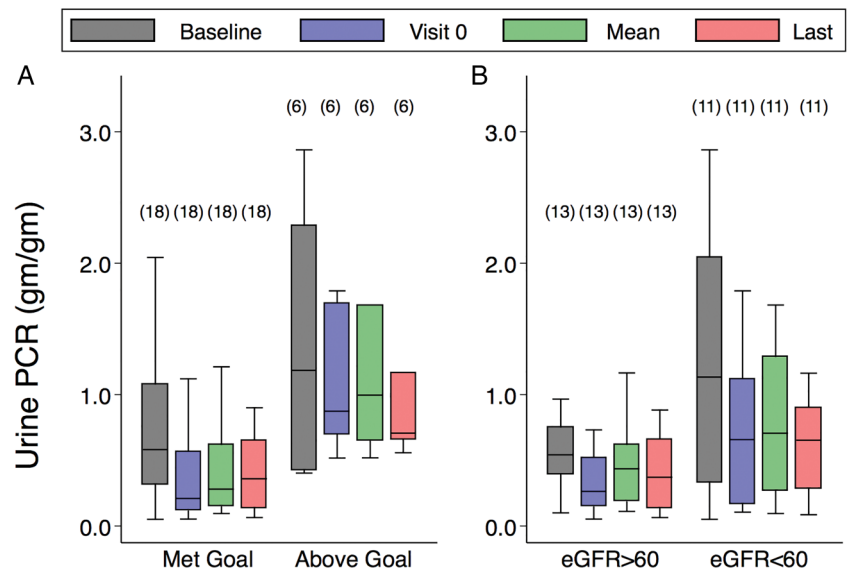 Baseline Visit 0 Mean Last
A B
(6) (6) (6) (6) (11) (11) (11) (11)
3.0 3.0
(18) (18) (18) (18) (13) (13) (13) (13)
2.0 2.0
1.0 1.0
0.0 0.0
Urine PCR (gm/gm)
Met Goal Above Goal eGFR>60 eGFR<60